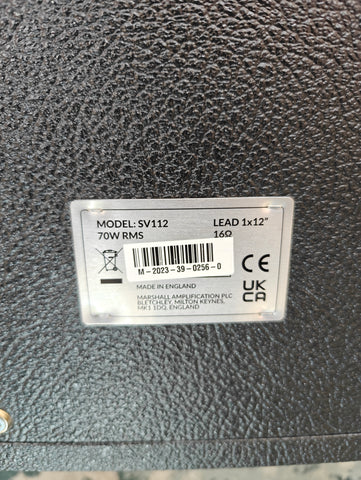 MODEL: SV112 LEAD 1x12"
70W RMS 16Ω
M-2023-39-0256-0
CE
MADE IN ENGLAND
UK
CA
MARSHALL AMPLIFICATION PLC
BLETCHLEY, MILTON KEYNES,
MK1 1DQ, ENGLAND